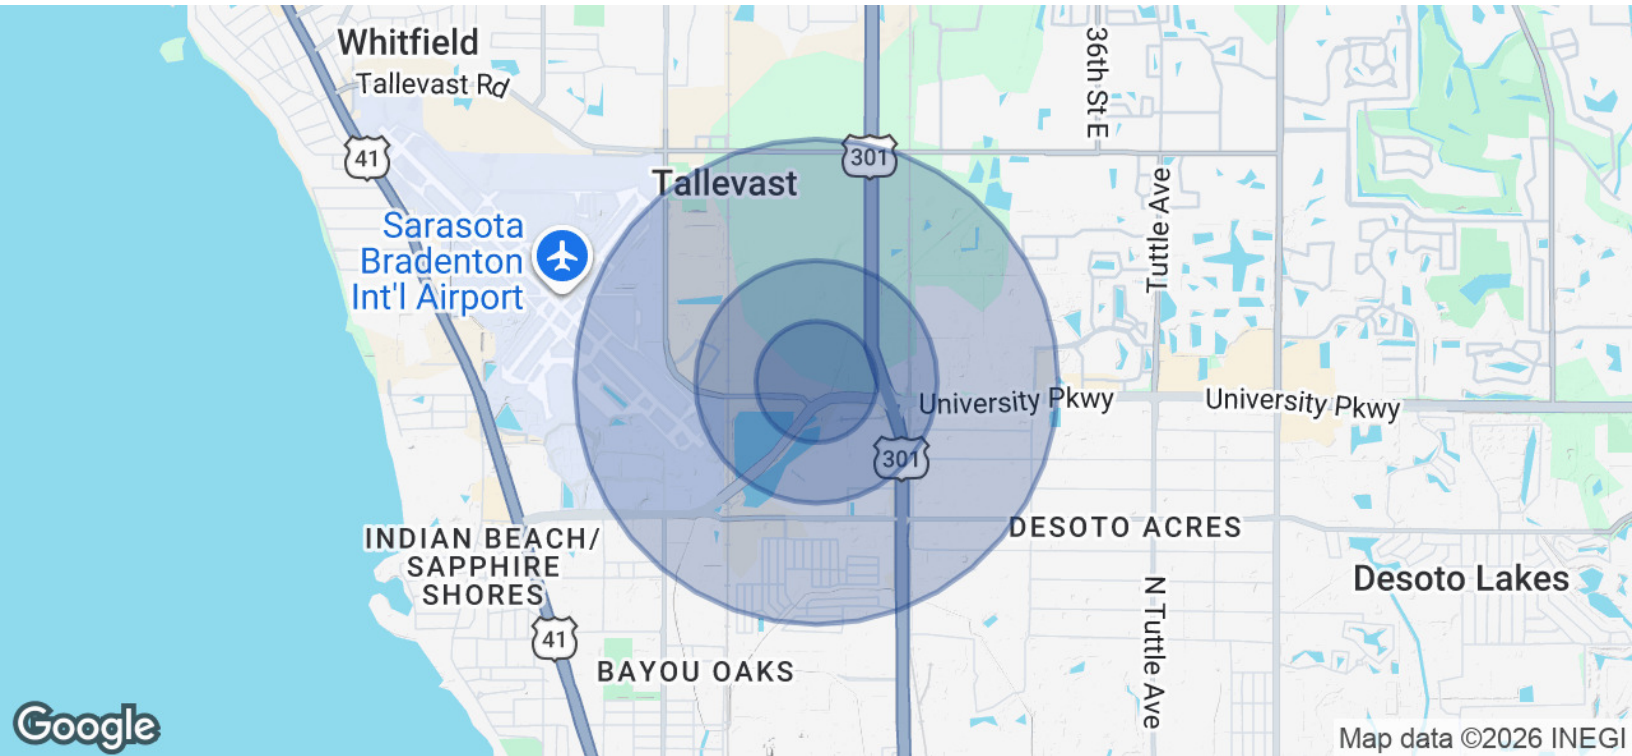 Whitfield
Tallevast Rd
36th St E
41
301
Tallevast
Tuttle Ave
Sarasota
Bradenton
Int'l Airport
University Pkwy
University Pkwy
301
INDIAN BEACH/
SAPPHIRE
SHORES
DESOTO ACRES
Desoto Lakes
N Tuttle Ave
41
BAYOU OAKS
Google
Map data ©2026 INEGI